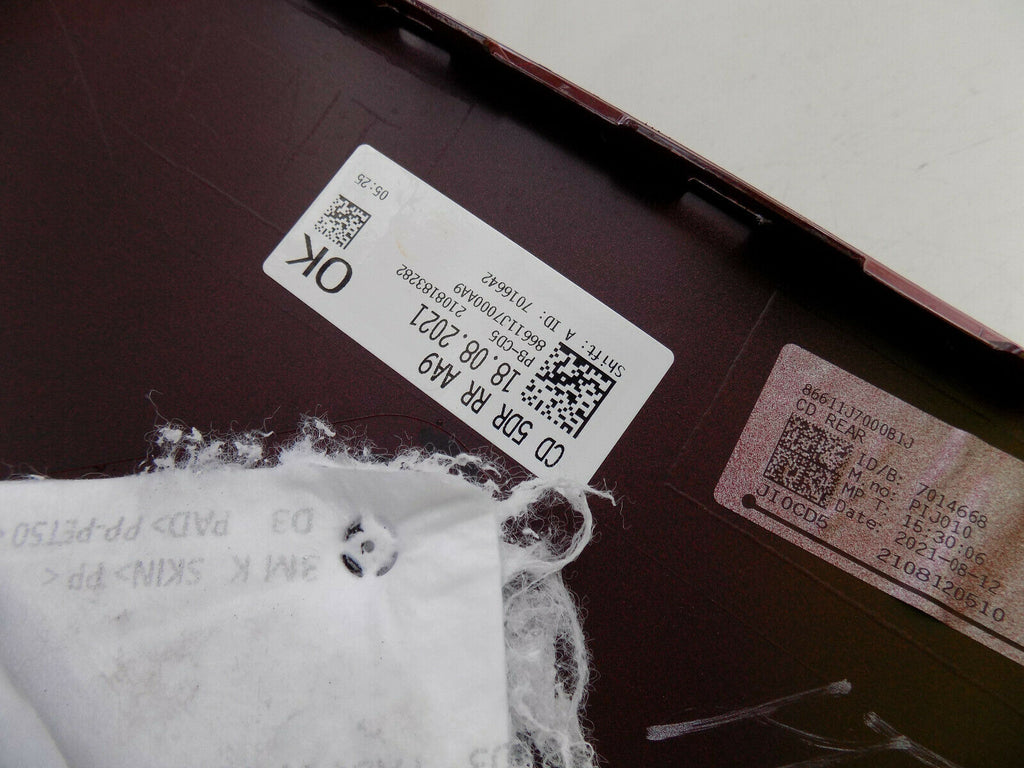 CD 5DR RR AA9
18.08.2021
PB-CD5
2108183282
86611J7000AA9
Shift: A ID: 7016642
OK
05:25
86611J7000B1J
CD REAR
ID/B: 7014668
M.no: PIJ010
MP T: 15:30:06
Date: 2021-08-12
JI0CD5
2108120510
3M K SKIN>PP<
D3 PAD>PP-PET50<